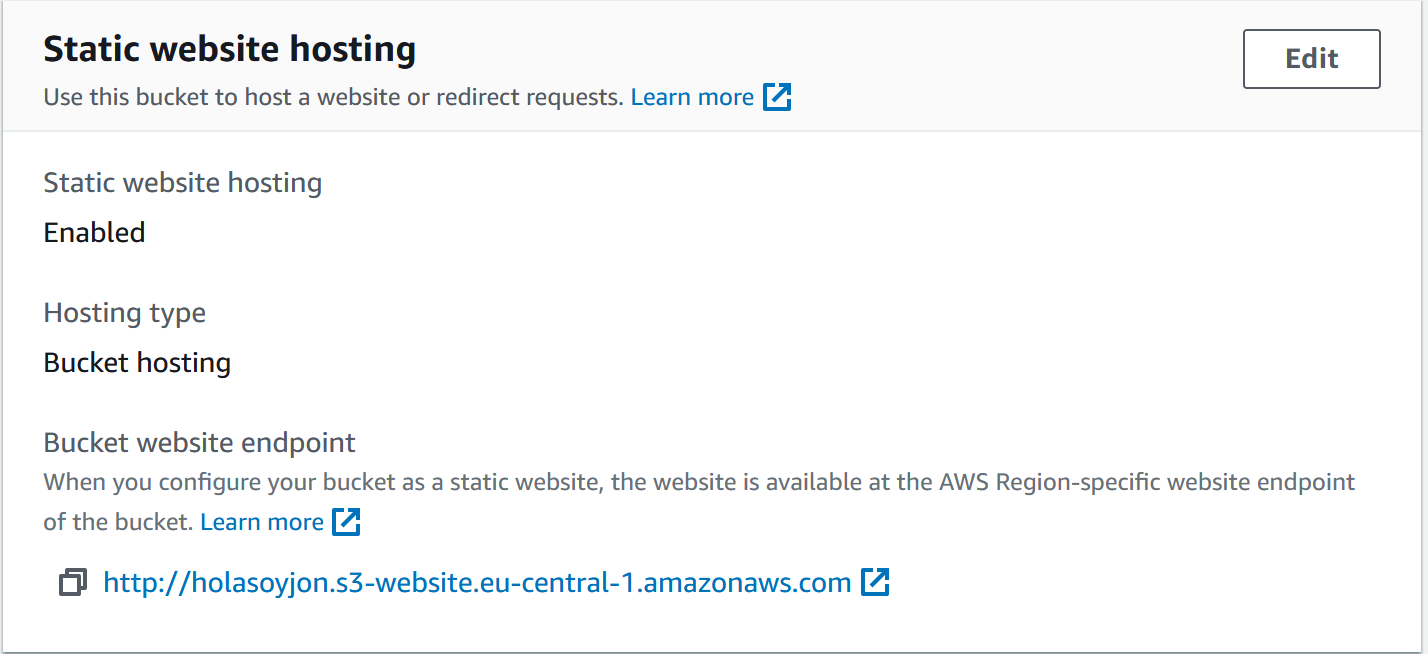 Static website hosting
Edit
Use this bucket to host a website or redirect requests. Learn more
Static website hosting
Enabled
Hosting type
Bucket hosting
Bucket website endpoint
When you configure your bucket as a static website, the website is available at the AWS Region-specific website endpoint
of the bucket. Learn more
http://holasoyjon.s3-website.eu-central-1.amazonaws.com